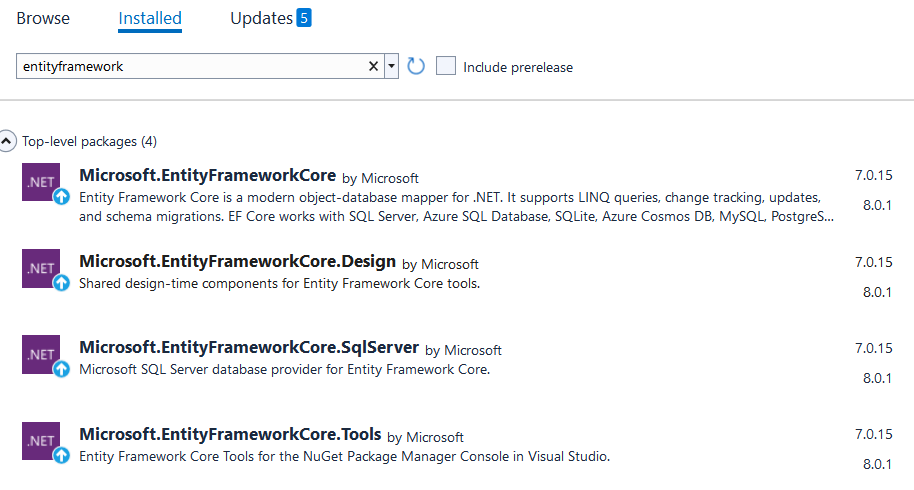 Browse Installed Updates 5
entityframework
Include prerelease
Top-level packages (4)
.NET Microsoft.EntityFrameworkCore by Microsoft 7.0.15
Entity Framework Core is a modern object-database mapper for .NET. It supports LINQ queries, change tracking, updates, 8.0.1
and schema migrations. EF Core works with SQL Server, Azure SQL Database, SQLite, Azure Cosmos DB, MySQL, PostgreS...
.NET Microsoft.EntityFrameworkCore.Design by Microsoft 7.0.15
Shared design-time components for Entity Framework Core tools. 8.0.1
.NET Microsoft.EntityFrameworkCore.SqlServer by Microsoft 7.0.15
Microsoft SQL Server database provider for Entity Framework Core. 8.0.1
.NET Microsoft.EntityFrameworkCore.Tools by Microsoft 7.0.15
Entity Framework Core Tools for the NuGet Package Manager Console in Visual Studio. 8.0.1